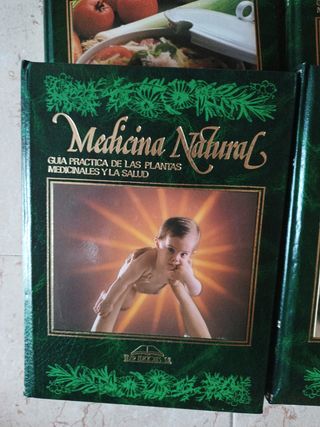 Medicina Natural
GUIA PRACTICA DE LAS PLANTAS
MEDICINALES Y LA SALUD